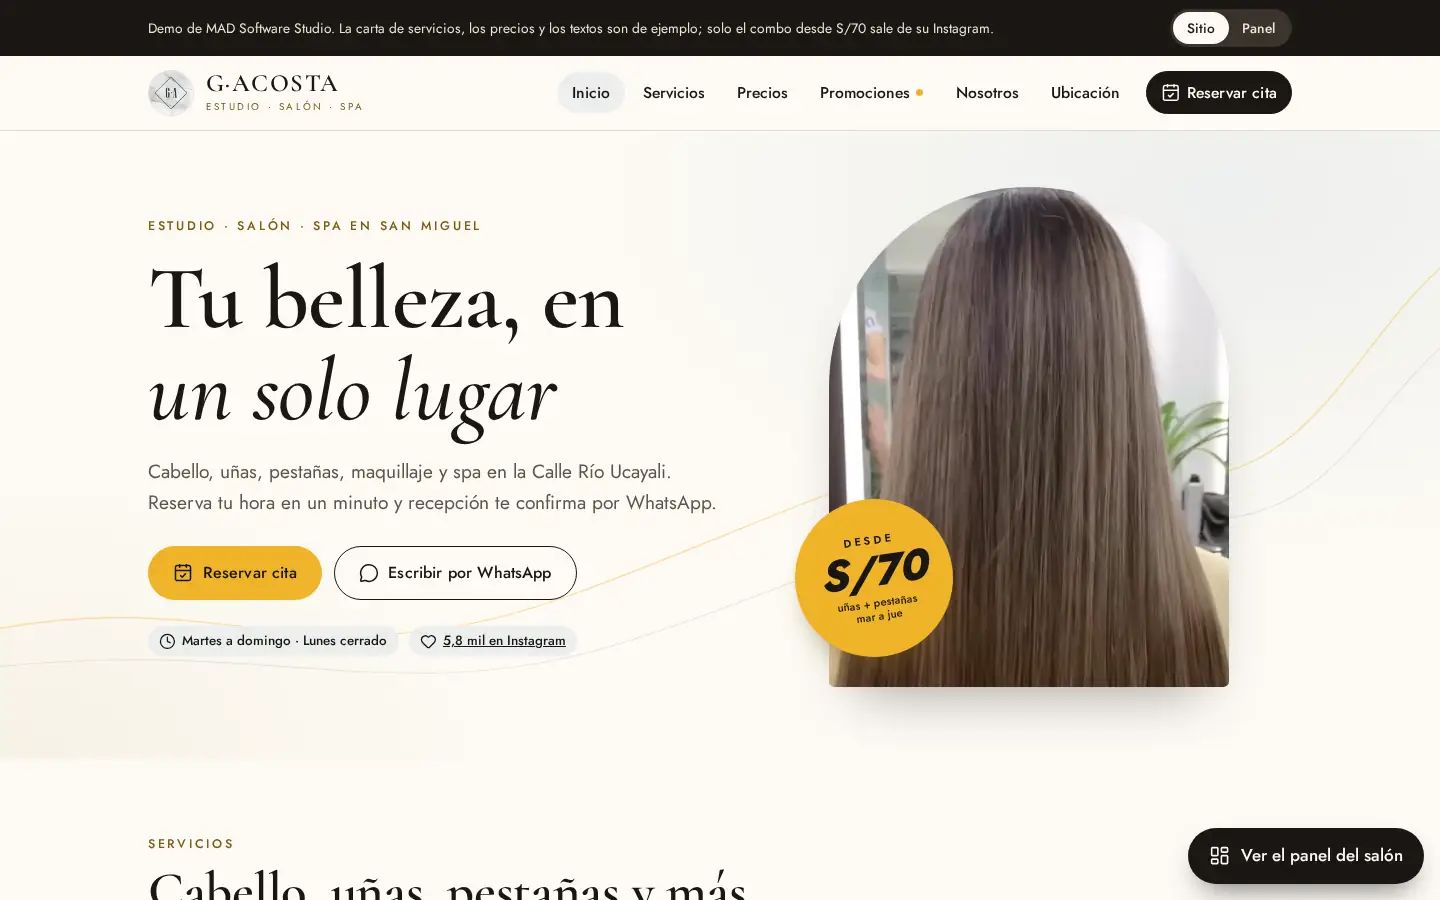 Demo de MAD Software Studio. La carta de servicios, los precios y los textos son de ejemplo; solo el combo desde S/70 sale de su Instagram.
Sitio
Panel
G·A
G·ACOSTA
ESTUDIO · SALÓN · SPA
Inicio
Servicios
Precios
Promociones
Nosotros
Ubicación
Reservar cita
ESTUDIO · SALÓN · SPA EN SAN MIGUEL
Tu belleza, en
un solo lugar
Cabello, uñas, pestañas, maquillaje y spa en la Calle Río Ucayali.
Reserva tu hora en un minuto y recepción te confirma por WhatsApp.
Reservar cita
Escribir por WhatsApp
Martes a domingo · Lunes cerrado
5,8 mil en Instagram
DESDE
S/70
uñas + pestañas
mar a jue
SERVICIOS
Cabello, uñas, pestañas y más
Ver el panel del salón